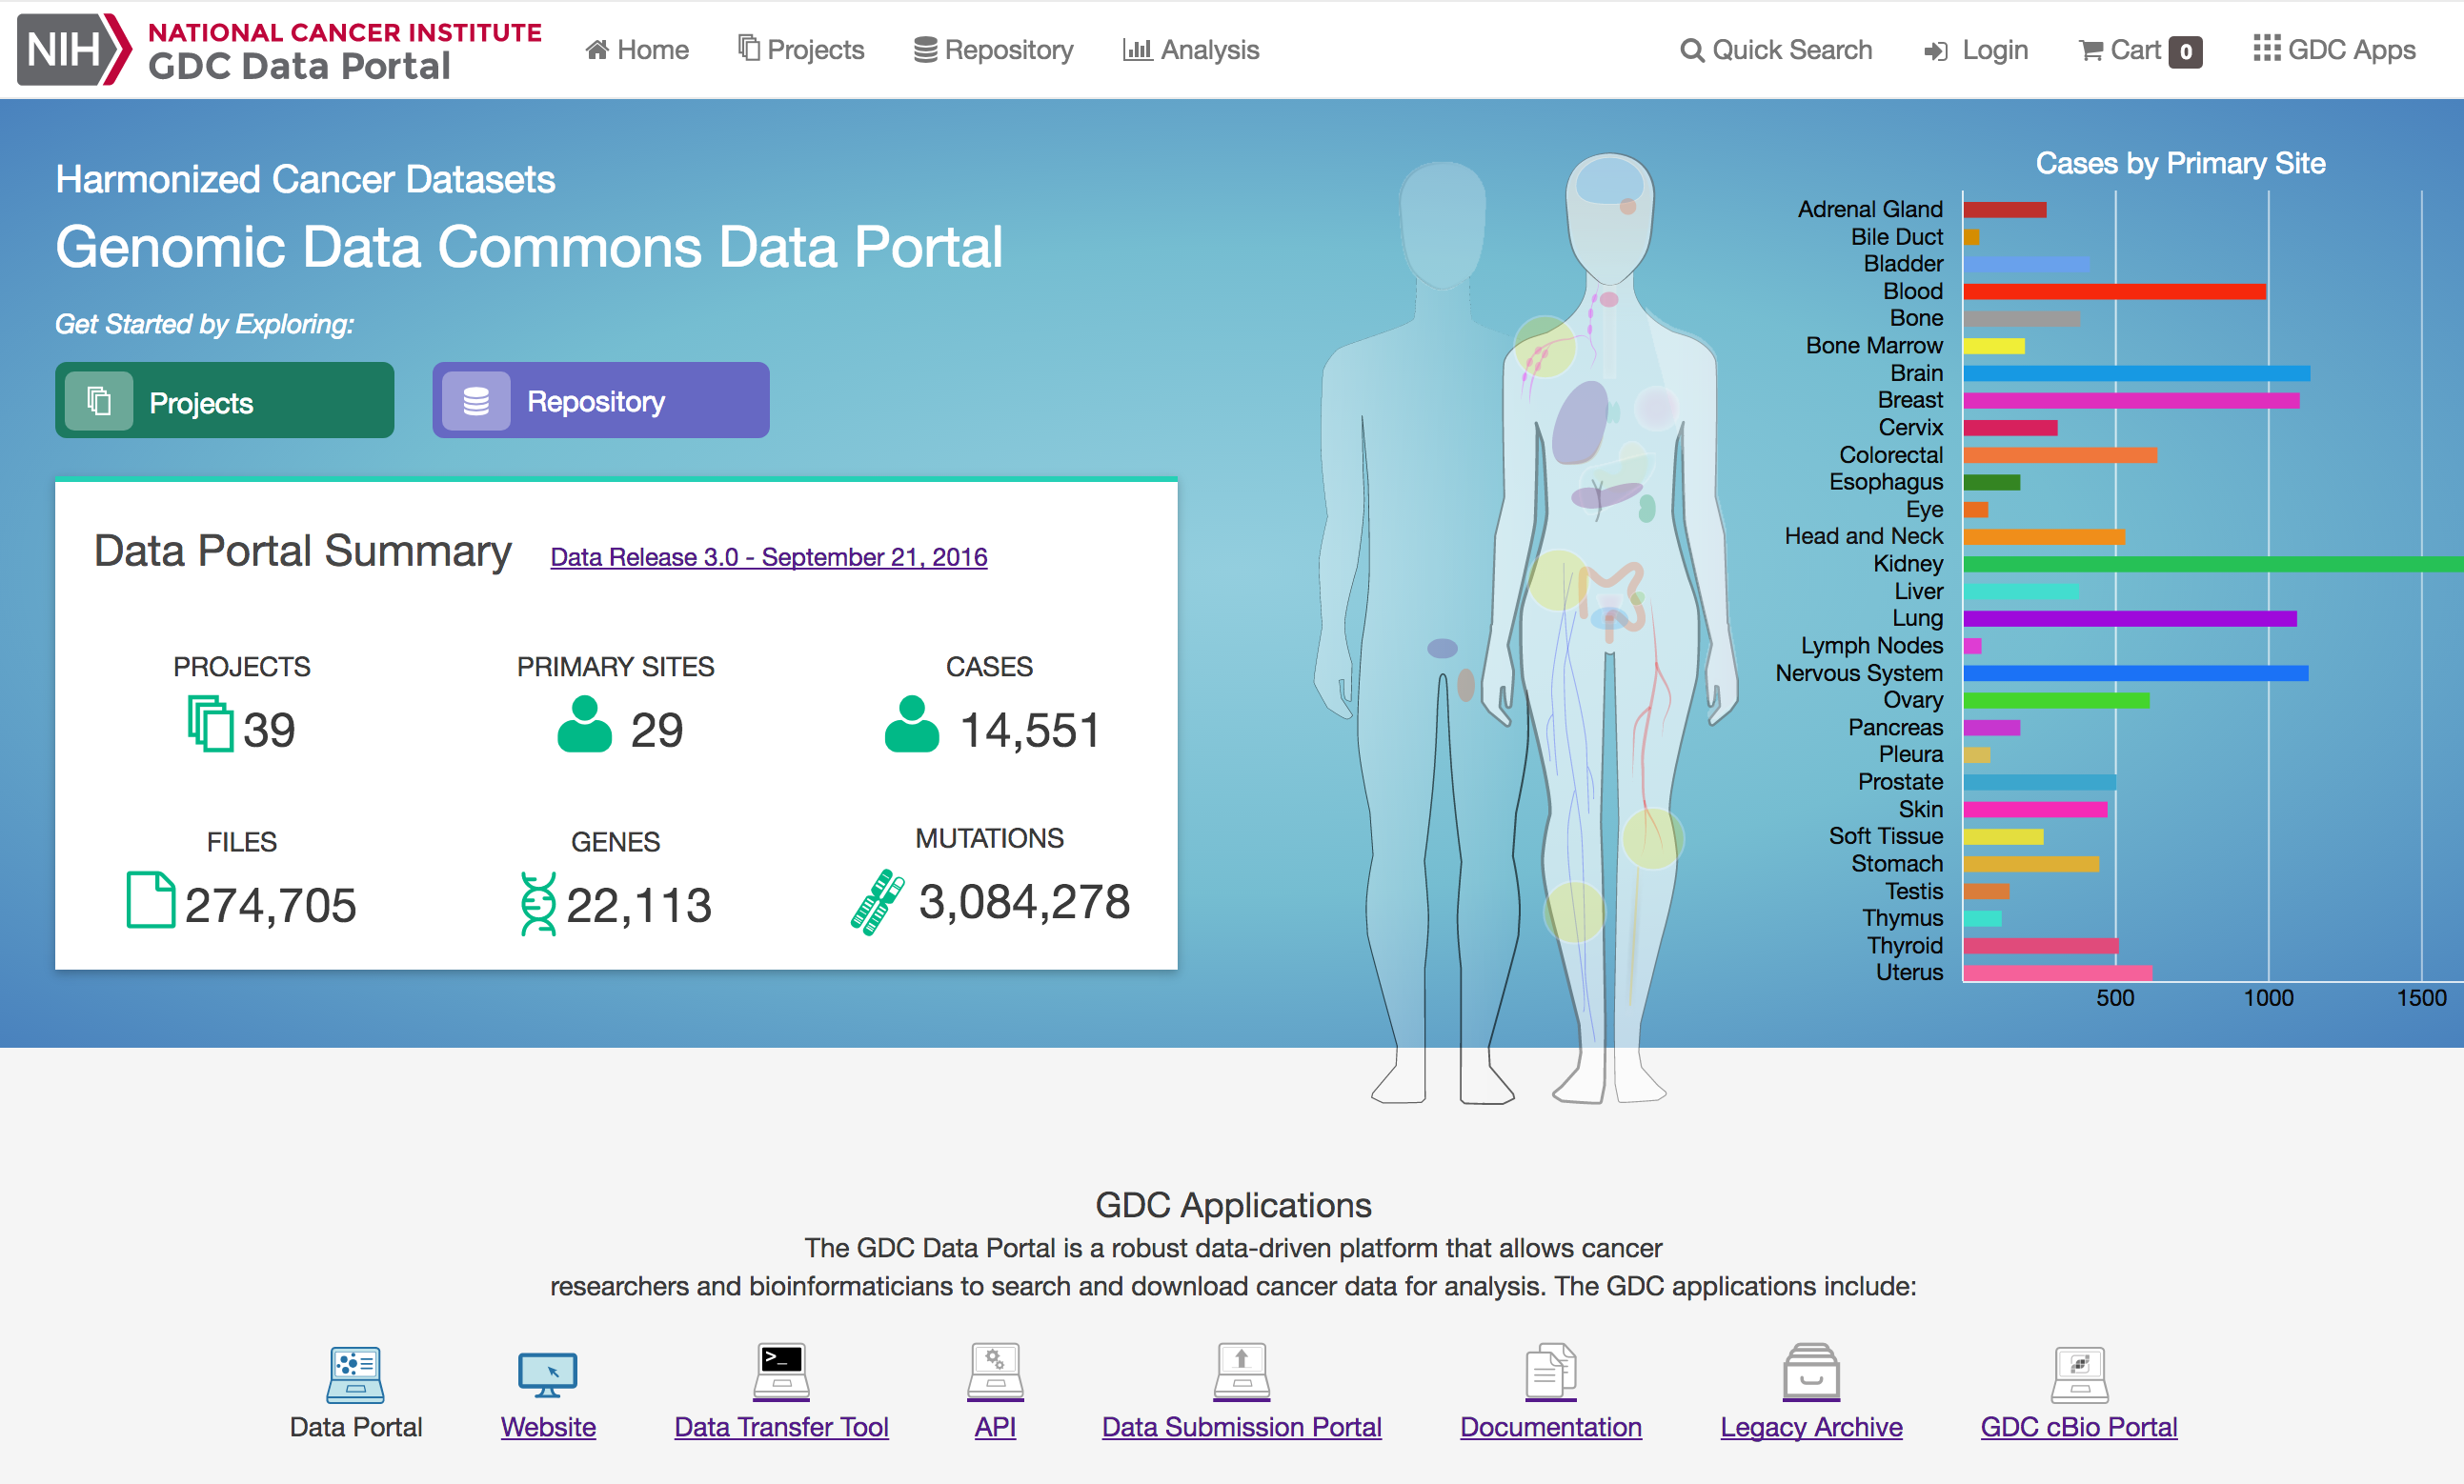 NIH
NATIONAL CANCER INSTITUTE
GDC Data Portal
Home
Projects
Repository
Analysis
Quick Search
Login
Cart 0
GDC Apps
Harmonized Cancer Datasets
Genomic Data Commons Data Portal
Get Started by Exploring:
Projects
Repository
Data Portal Summary
Data Release 3.0 - September 21, 2016
PROJECTS
39
PRIMARY SITES
29
CASES
14,551
FILES
274,705
GENES
22,113
MUTATIONS
3,084,278
Cases by Primary Site
Adrenal Gland
Bile Duct
Bladder
Blood
Bone
Bone Marrow
Brain
Breast
Cervix
Colorectal
Esophagus
Eye
Head and Neck
Kidney
Liver
Lung
Lymph Nodes
Nervous System
Ovary
Pancreas
Pleura
Prostate
Skin
Soft Tissue
Stomach
Testis
Thymus
Thyroid
Uterus
500
1000
1500
GDC Applications
The GDC Data Portal is a robust data-driven platform that allows cancer
researchers and bioinformaticians to search and download cancer data for analysis. The GDC applications include:
>_
Data Portal
Website
Data Transfer Tool
API
Data Submission Portal
Documentation
Legacy Archive
GDC cBio Portal